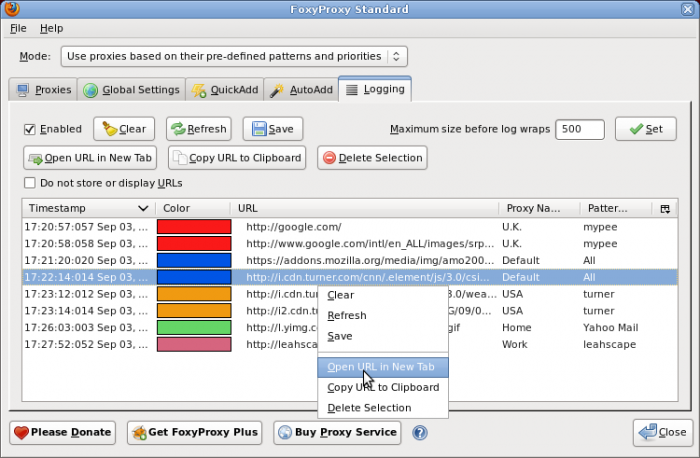 FoxyProxy Standard
File Help
Mode: Use proxies based on their pre-defined patterns and priorities
Proxies Global Settings QuickAdd AutoAdd Logging
Enabled Clear Refresh Save Maximum size before log wraps 500 Set
Open URL in New Tab Copy URL to Clipboard Delete Selection
Do not store or display URLs
Timestamp Color URL Proxy Na... Patter...
17:20:57:057 Sep 03, ... http://google.com/ U.K. mypee
17:20:58:058 Sep 03, ... http://www.google.com/intl/en_ALL/images/srp... U.K. mypee
17:21:20:020 Sep 03, ... https://addons.mozilla.org/media/img/amo200... Default All
17:22:14:014 Sep 03, ... http://i.cdn.turner.com/cnn/.element/js/3.0/csi... Default All
17:23:12:012 Sep 03, ... http://i.cdn.t 3.0/wea... USA turner
17:23:14:014 Sep 03, ... http://i2.cdn.t G/09/0... USA turner
17:26:03:003 Sep 03, ... http://l.yimg.c gif Home Yahoo Mail
17:27:52:052 Sep 03, ... http://leahsca Work leahscape
Clear
Refresh
Save
Open URL in New Tab
Copy URL to Clipboard
Delete Selection
Please Donate Get FoxyProxy Plus Buy Proxy Service ? Close